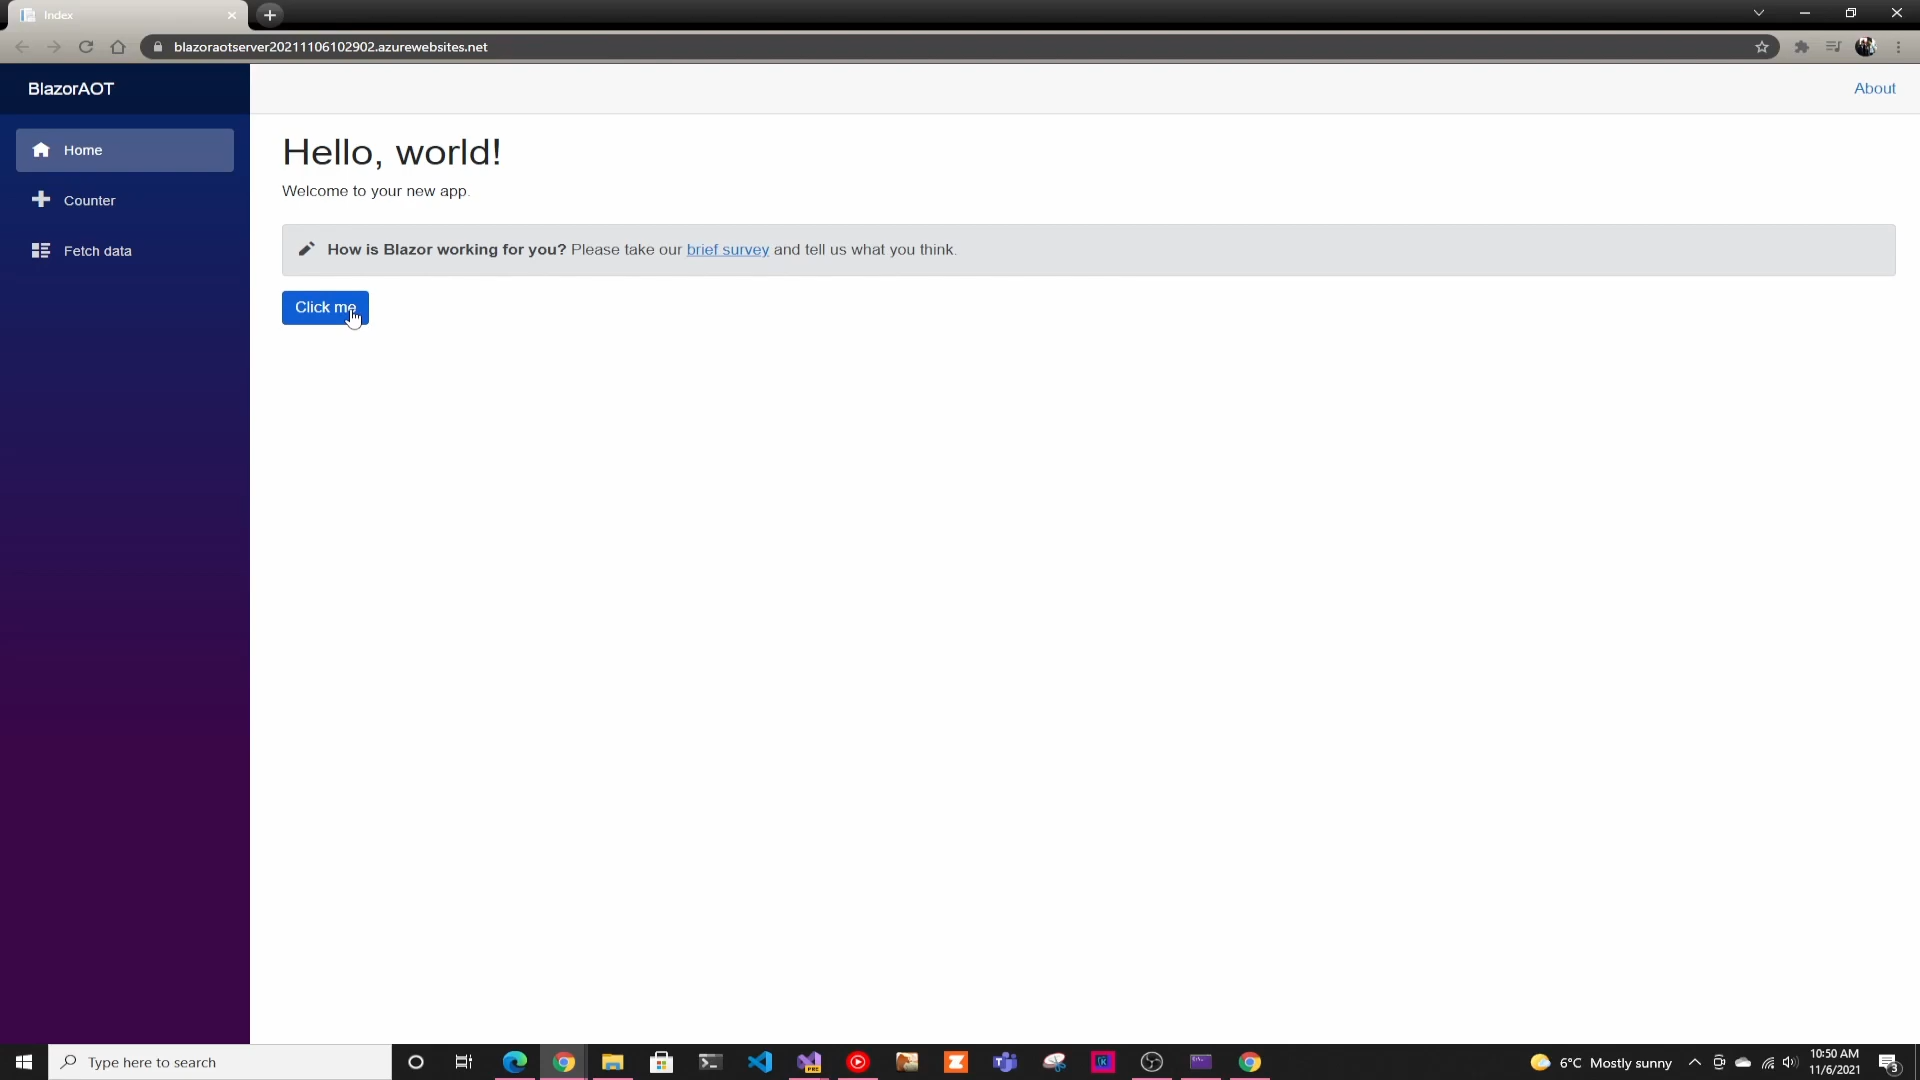 Index
blazoraotserver20211106102902.azurewebsites.net
BlazorAOT
About
Home
Counter
Fetch data
Hello, world!
Welcome to your new app.
How is Blazor working for you? Please take our brief survey and tell us what you think.
Click me
Type here to search
PRE
6°C Mostly sunny
10:50 AM
11/6/2021
3